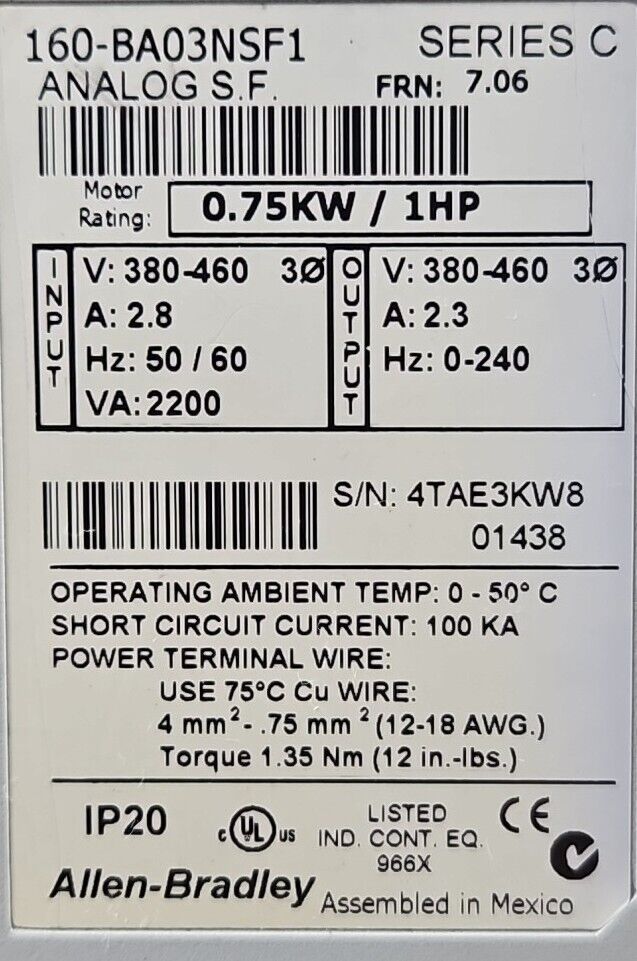 160-BA03NSF1 SERIES C
ANALOG S.F. FRN: 7.06
Motor
Rating: 0.75KW / 1HP
INPUT
V: 380-460 3Ø
A: 2.8
Hz: 50 / 60
VA: 2200
OUTPUT
V: 380-460 3Ø
A: 2.3
Hz: 0-240
S/N: 4TAE3KW8
01438
OPERATING AMBIENT TEMP: 0 - 50° C
SHORT CIRCUIT CURRENT: 100 KA
POWER TERMINAL WIRE:
USE 75°C Cu WIRE:
4 mm² - .75 mm² (12-18 AWG.)
Torque 1.35 Nm (12 in.-lbs.)
IP20
c UL us
LISTED
IND. CONT. EQ.
966X
CE
Allen-Bradley
Assembled in Mexico